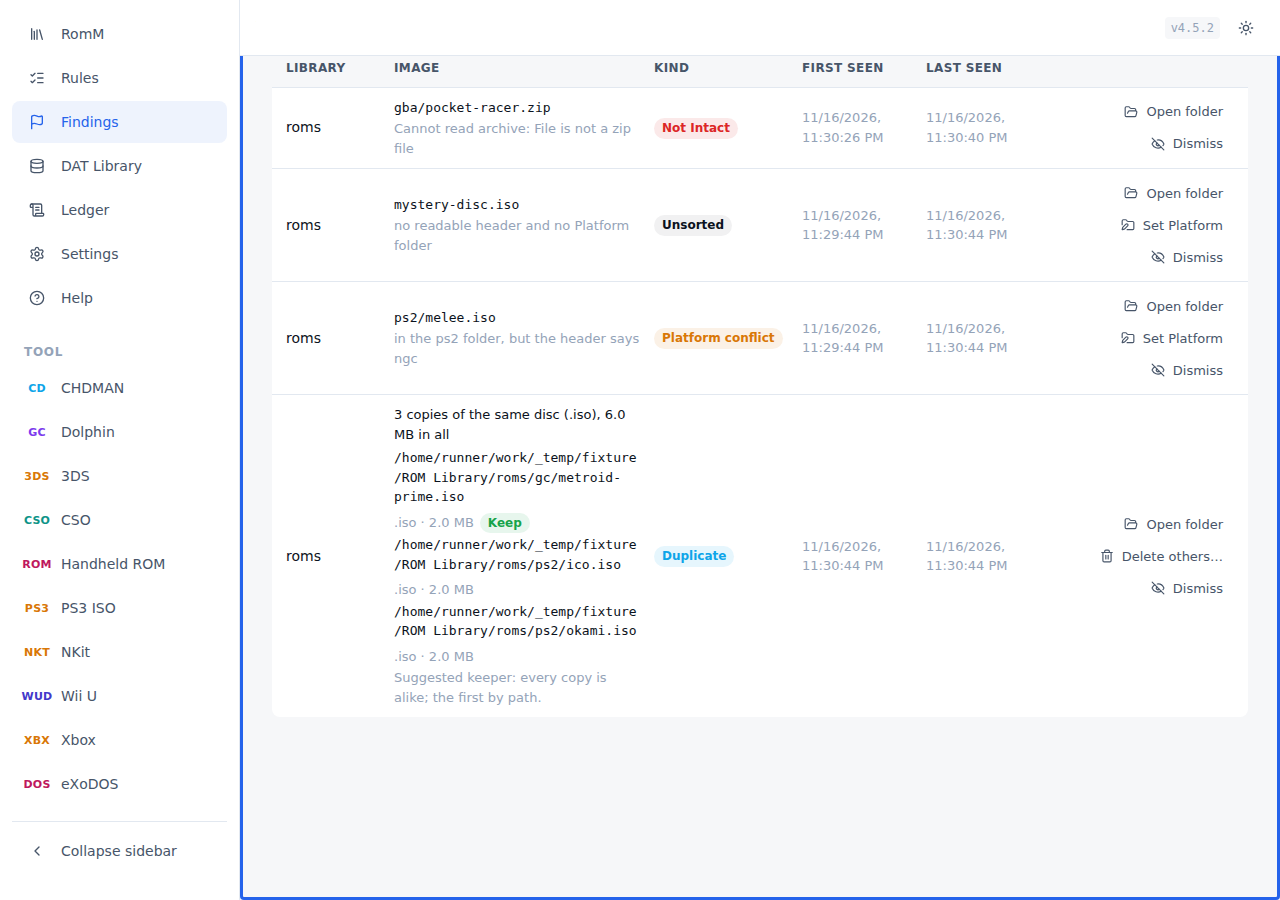 RomM
Rules
Findings
DAT Library
Ledger
Settings
Help
TOOL
CD CHDMAN
GC Dolphin
3DS 3DS
CSO CSO
ROM Handheld ROM
PS3 PS3 ISO
NKT NKit
WUD Wii U
XBX Xbox
DOS eXoDOS
Collapse sidebar
v4.5.2
LIBRARY IMAGE KIND FIRST SEEN LAST SEEN
roms
gba/pocket-racer.zip
Cannot read archive: File is not a zip
file
Not Intact
11/16/2026,
11:30:26 PM
11/16/2026,
11:30:40 PM
Open folder
Dismiss
roms
mystery-disc.iso
no readable header and no Platform
folder
Unsorted
11/16/2026,
11:29:44 PM
11/16/2026,
11:30:44 PM
Open folder
Set Platform
Dismiss
roms
ps2/melee.iso
in the ps2 folder, but the header says
ngc
Platform conflict
11/16/2026,
11:29:44 PM
11/16/2026,
11:30:44 PM
Open folder
Set Platform
Dismiss
roms
3 copies of the same disc (.iso), 6.0
MB in all
/home/runner/work/_temp/fixture
/ROM Library/roms/gc/metroid-
prime.iso
.iso · 2.0 MB Keep
/home/runner/work/_temp/fixture
/ROM Library/roms/ps2/ico.iso
.iso · 2.0 MB
/home/runner/work/_temp/fixture
/ROM Library/roms/ps2/okami.iso
.iso · 2.0 MB
Suggested keeper: every copy is
alike; the first by path.
Duplicate
11/16/2026,
11:30:44 PM
11/16/2026,
11:30:44 PM
Open folder
Delete others…
Dismiss